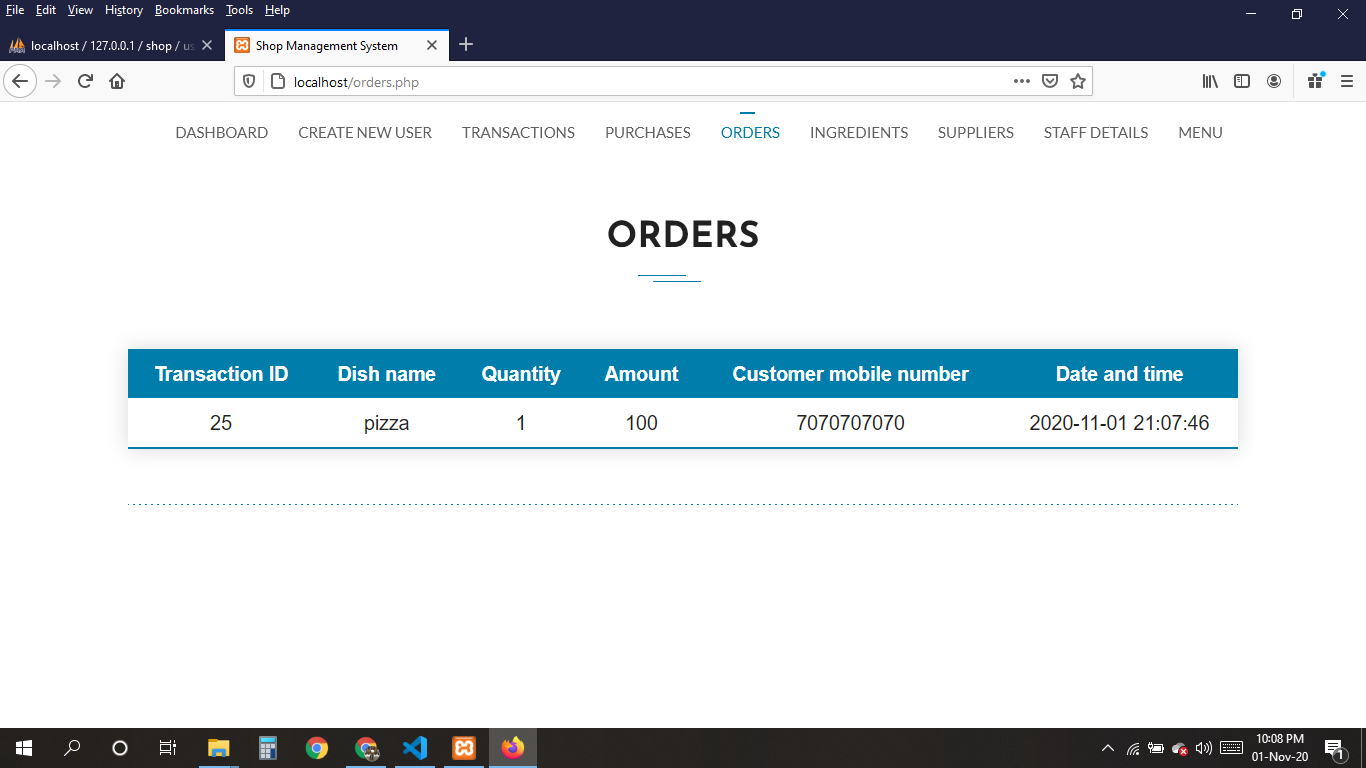 File Edit View History Bookmarks Tools Help
localhost / 127.0.0.1 / shop / us
Shop Management System
localhost/orders.php
DASHBOARD CREATE NEW USER TRANSACTIONS PURCHASES ORDERS INGREDIENTS SUPPLIERS STAFF DETAILS MENU
ORDERS
Transaction ID Dish name Quantity Amount Customer mobile number Date and time
25 pizza 1 100 7070707070 2020-11-01 21:07:46
10:08 PM
01-Nov-20
1